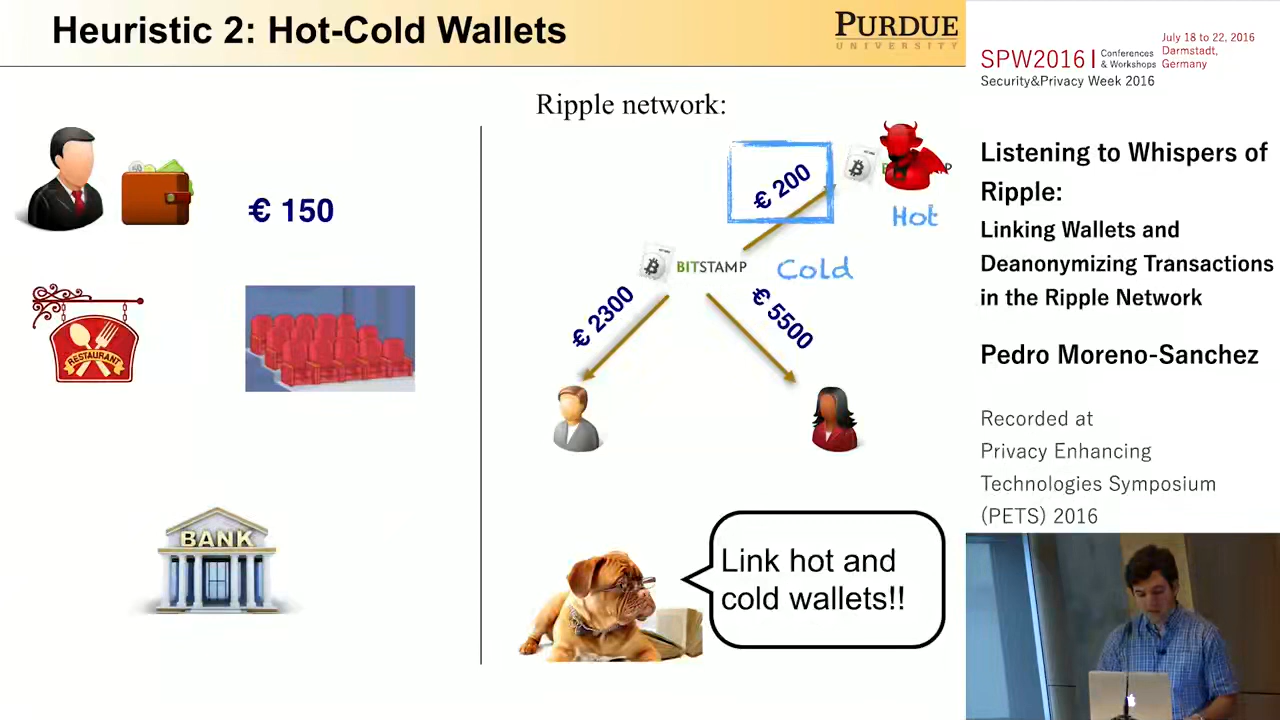 Heuristic 2: Hot-Cold Wallets
PURDUE
UNIVERSITY
Ripple network:
€ 150
€ 200
Hot
BITSTAMP
Cold
€ 2300
€ 5500
RESTAURANT
BANK
Link hot and
cold wallets!!
SPW2016 | Conferences
& Workshops
July 18 to 22, 2016
Darmstadt,
Germany
Security&Privacy Week 2016
Listening to Whispers of
Ripple:
Linking Wallets and
Deanonymizing Transactions
in the Ripple Network
Pedro Moreno-Sanchez
Recorded at
Privacy Enhancing
Technologies Symposium
(PETS) 2016